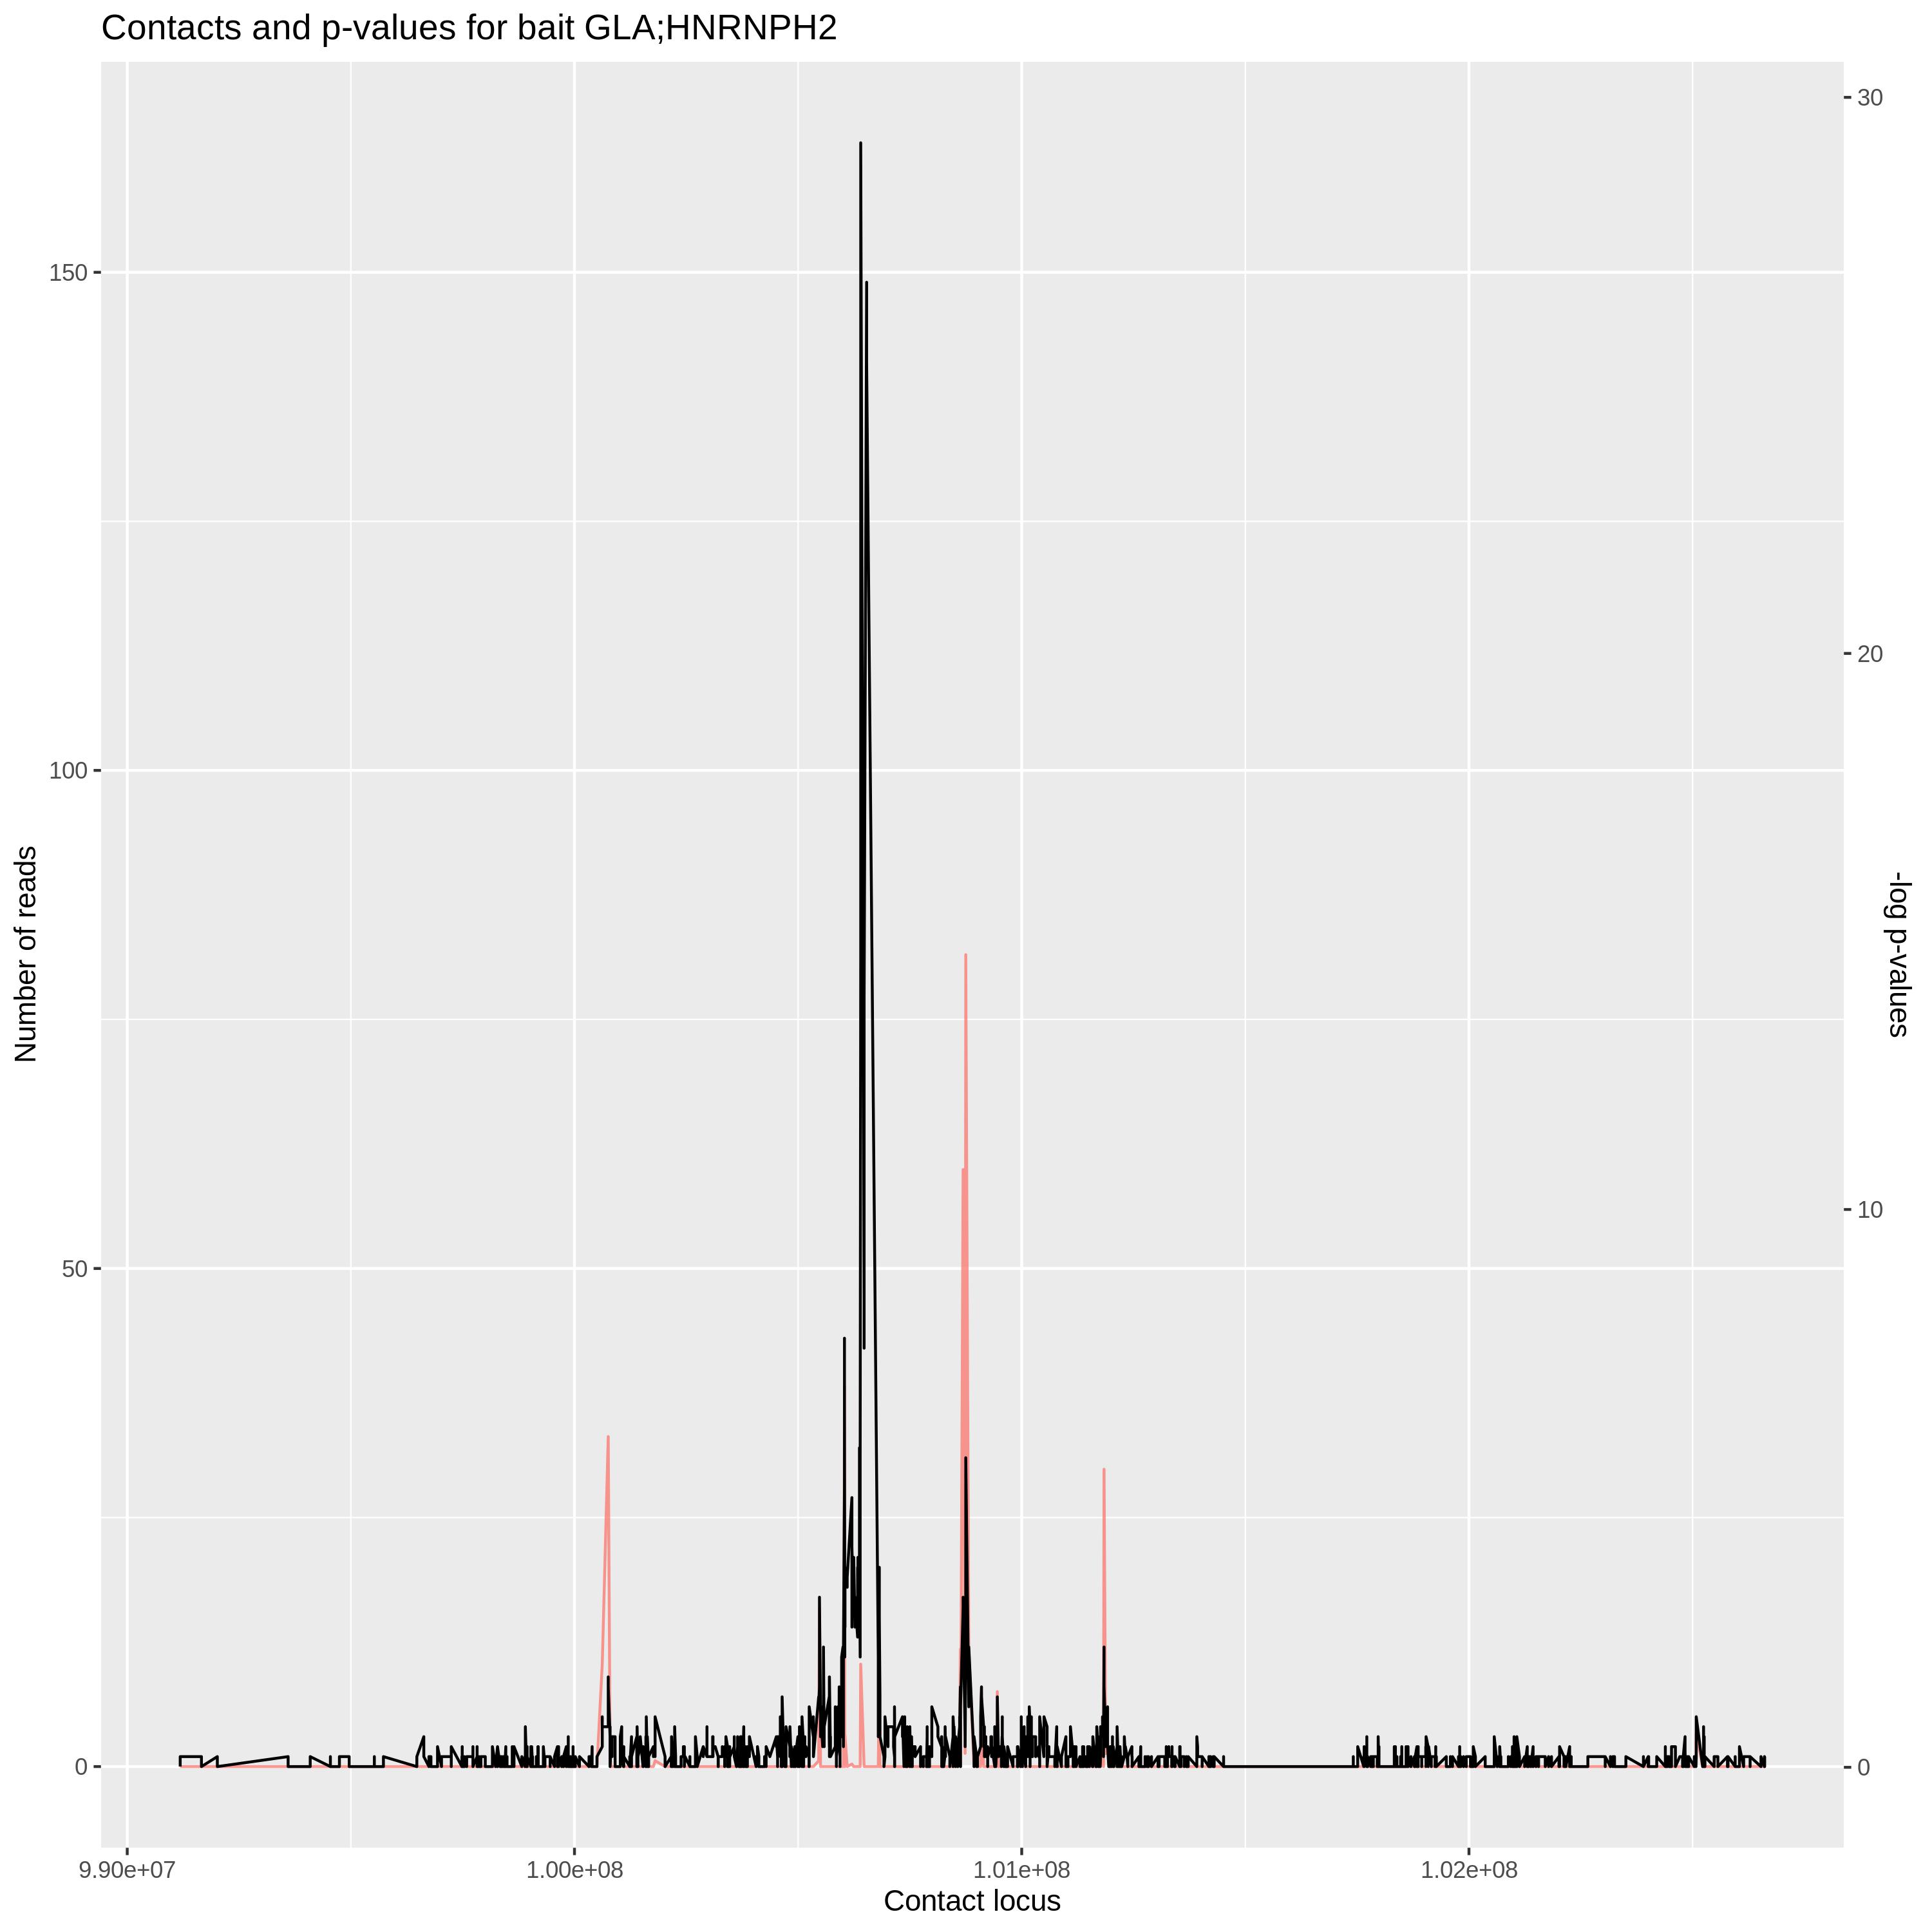 Contacts and p-values for bait GLA;HNRNPH2
30
150
20
100
Number of reads
-log p-values
10
50
0
0
9.90e+07
1.00e+08
1.01e+08
1.02e+08
Contact locus